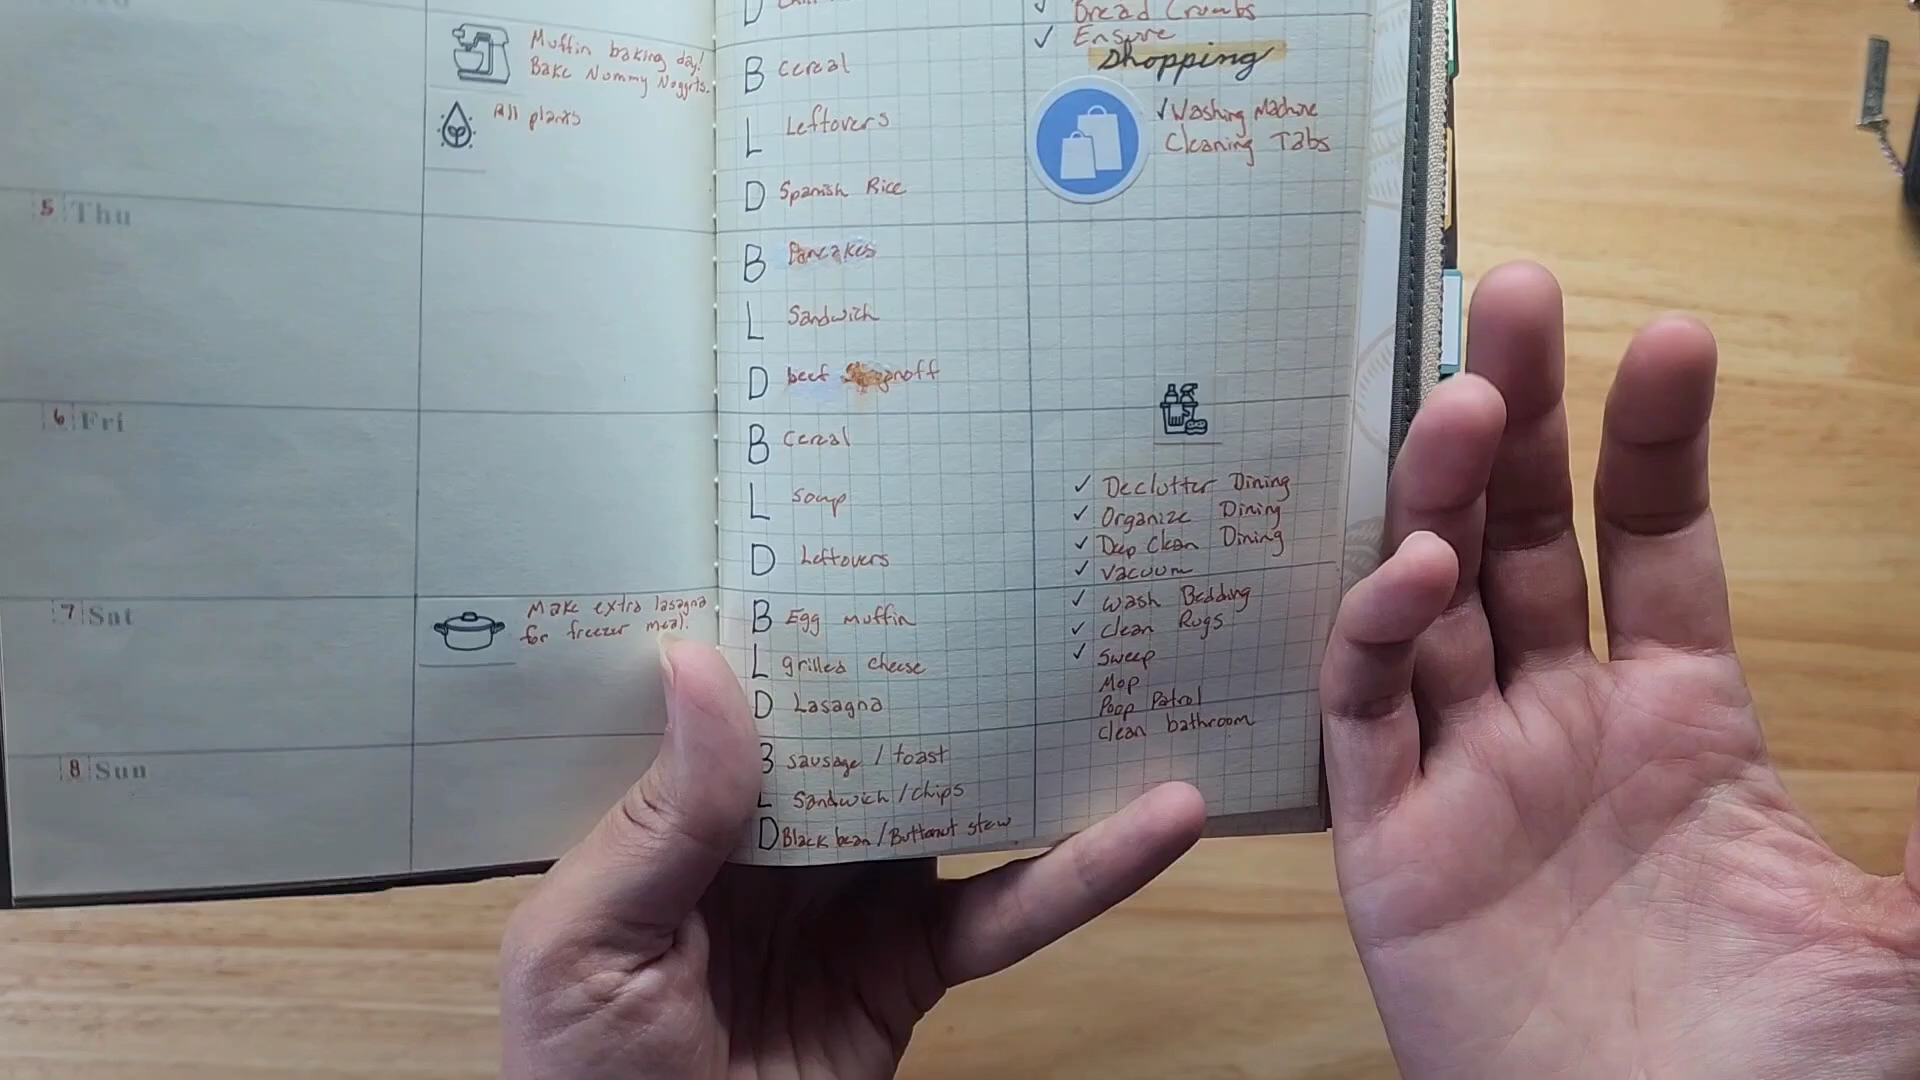 Muffin baking day!
Bake Nommy Noggits.
All plants
5 Thu
6 Fri
7 Sat
Make extra lasagna
for freezer meal.
8 Sun
D
B Cereal
L Leftovers
D Spanish Rice
B Pancakes
L Sandwich
D beef
B Cereal
L Soup
D Leftovers
B Egg muffin
L grilled cheese
D Lasagna
B sausage / toast
L Sandwich / chips
D Black bean / Butternut stew
✓ Bread Crumbs
✓ Ensure
Shopping
✓ Washing Machine
Cleaning Tabs
✓ Declutter Dining
✓ Organize Dining
✓ Deep Clean Dining
✓ Vacuum
✓ Wash Bedding
✓ Clean Rugs
✓ Sweep
Mop
Poop Patrol
Clean bathroom